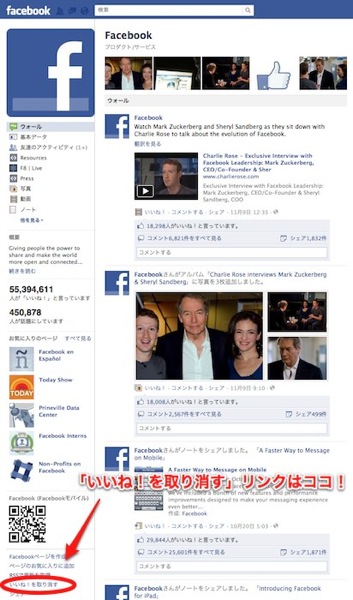 facebook
検索
Facebook
プロダクト/サービス
ウォール
基本データ
友達のアクティビティ (1+)
Resources
F8 | Live
Press
写真
動画
ノート
他を見る
概要
Giving people the power to share and make the world more open and connected...
続きを読む
55,394,611
人が「いいね！」と言っています
450,878
人が話題にしています
お気に入りのページ すべて見る
Facebook en Español
Today Show
Prineville Data Center
Facebook Interns
Non-Profits on Facebook
Facebook (Facebookモバイル)
Facebookページを作成
ページのお気に入りに追加
いいね！を取り消す
ウォール
Facebook
Watch Mark Zuckerberg and Sheryl Sandberg as they sit down with
Charlie Rose to talk about the evolution of Facebook.
翻訳を見る
Charlie Rose - Exclusive Interview with
Facebook Leadership: Mark Zuckerberg,
CEO/Co-Founder & Sher
www.charlierose.com
Exclusive Interview with Facebook
Leadership: Mark Zuckerberg, CEO/Co-Founder
& Sheryl Sandberg, COO
いいね！ · コメントする · シェア · 11月9日 12:35
18,298人がいいね！と言っています。
コメント6,821件をすべて見る シェア1,832件
コメントする
Facebookさんがアルバム「Charlie Rose interviews Mark Zuckerberg
& Sheryl Sandberg」に写真を3枚追加しました。
いいね！ · コメントする · シェア · 11月9日 9:10
18,008人がいいね！と言っています。
コメント2,567件をすべて見る シェア499件
コメントする
Facebookさんがノートをシェアしました。「A Faster Way to Message
on Mobile」
「いいね！を取り消す」リンクはココ！
A Faster Way to Message on Mobile
features designed to make your messaging experience
even better...
作成: Facebook
いいね！ · コメントする · シェア · 10月20日 5:03
29,844人がいいね！と言っています。
コメント25,601件をすべて見る シェア1,871件
コメントする
Facebookさんがノートをシェアしました。「Introducing Facebook
for iPad」